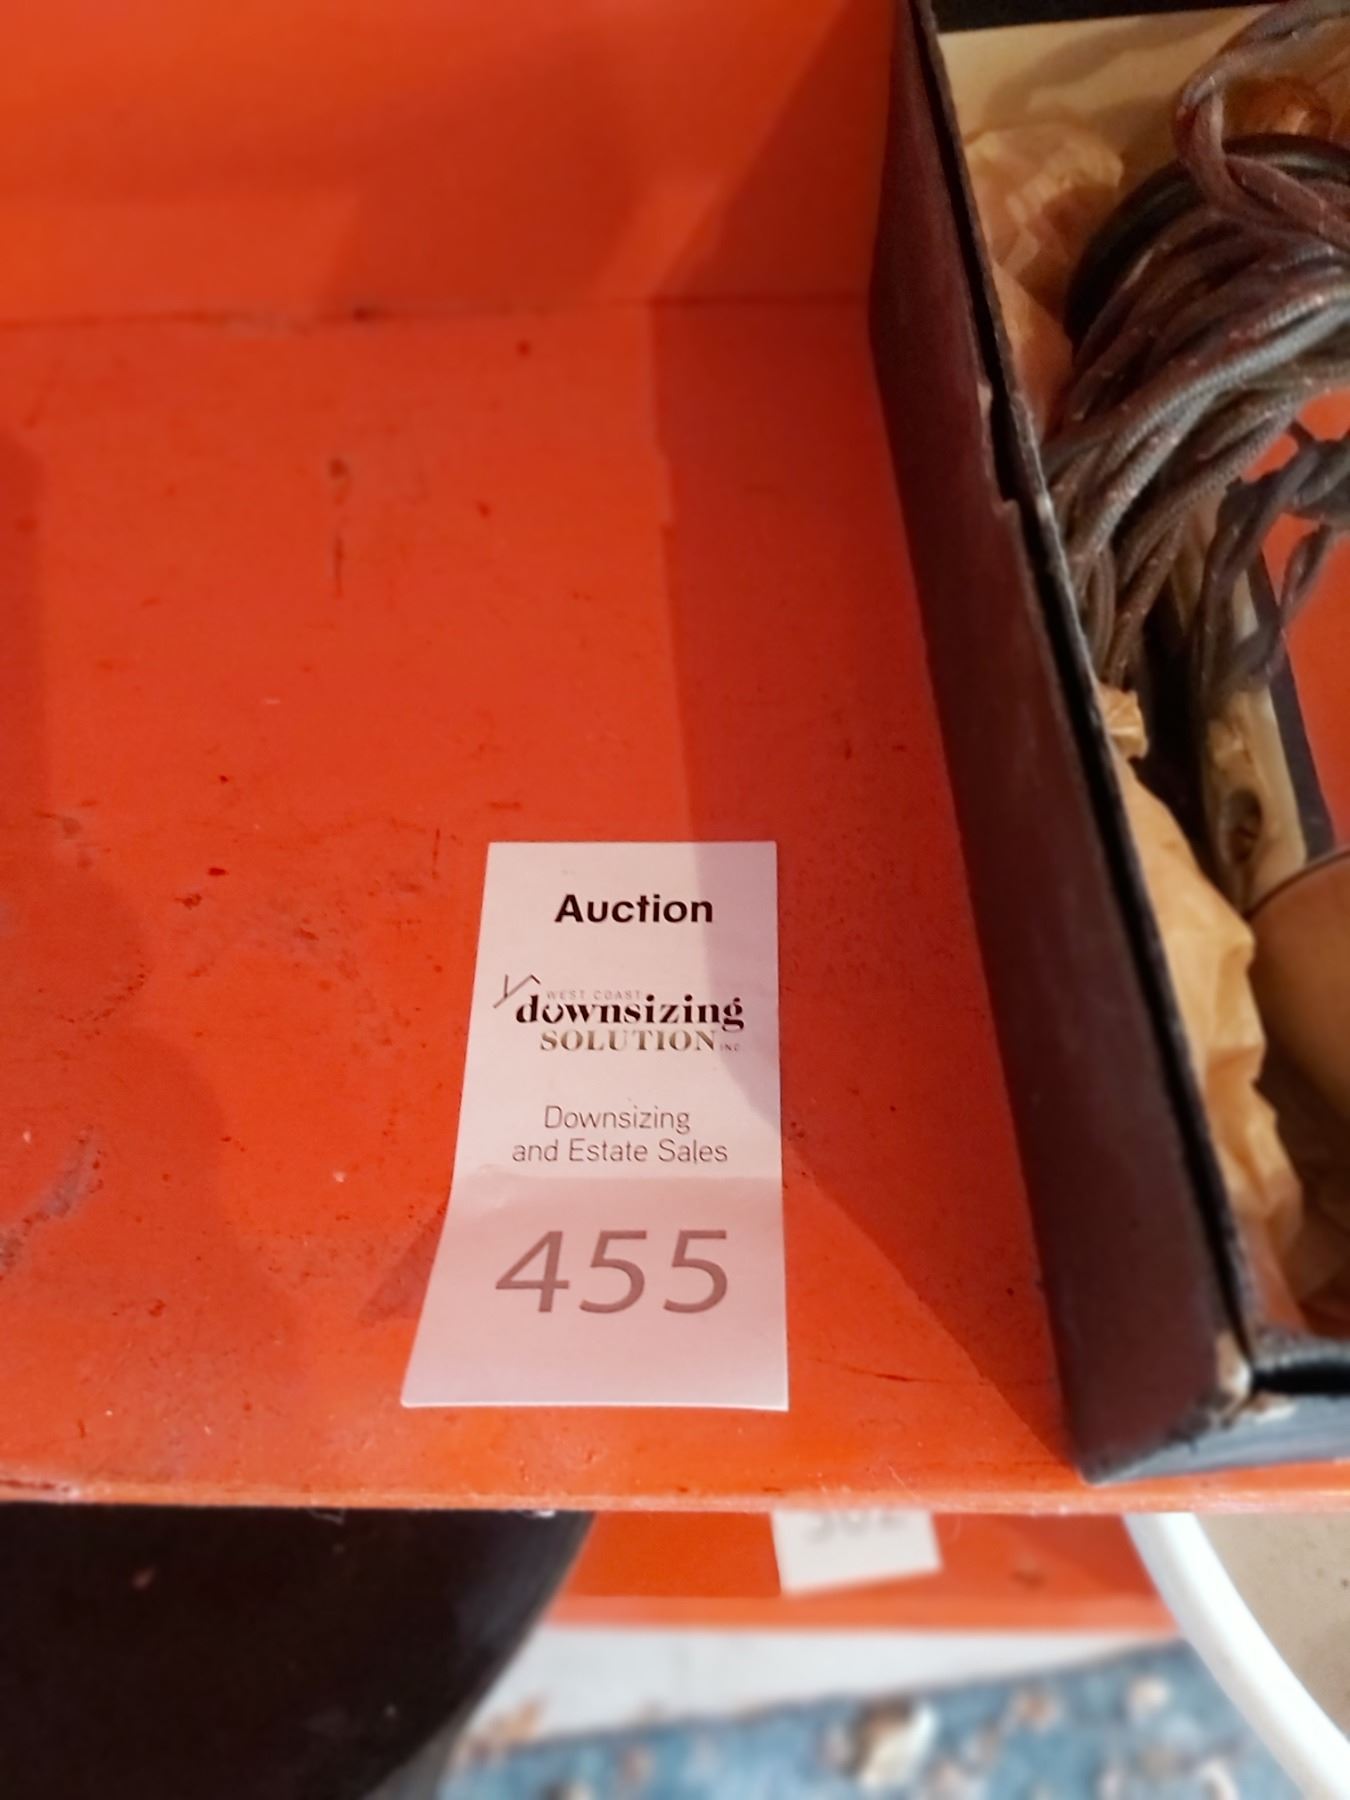 Auction
WEST COAST
downsizing
SOLUTION INC
Downsizing
and Estate Sales
455